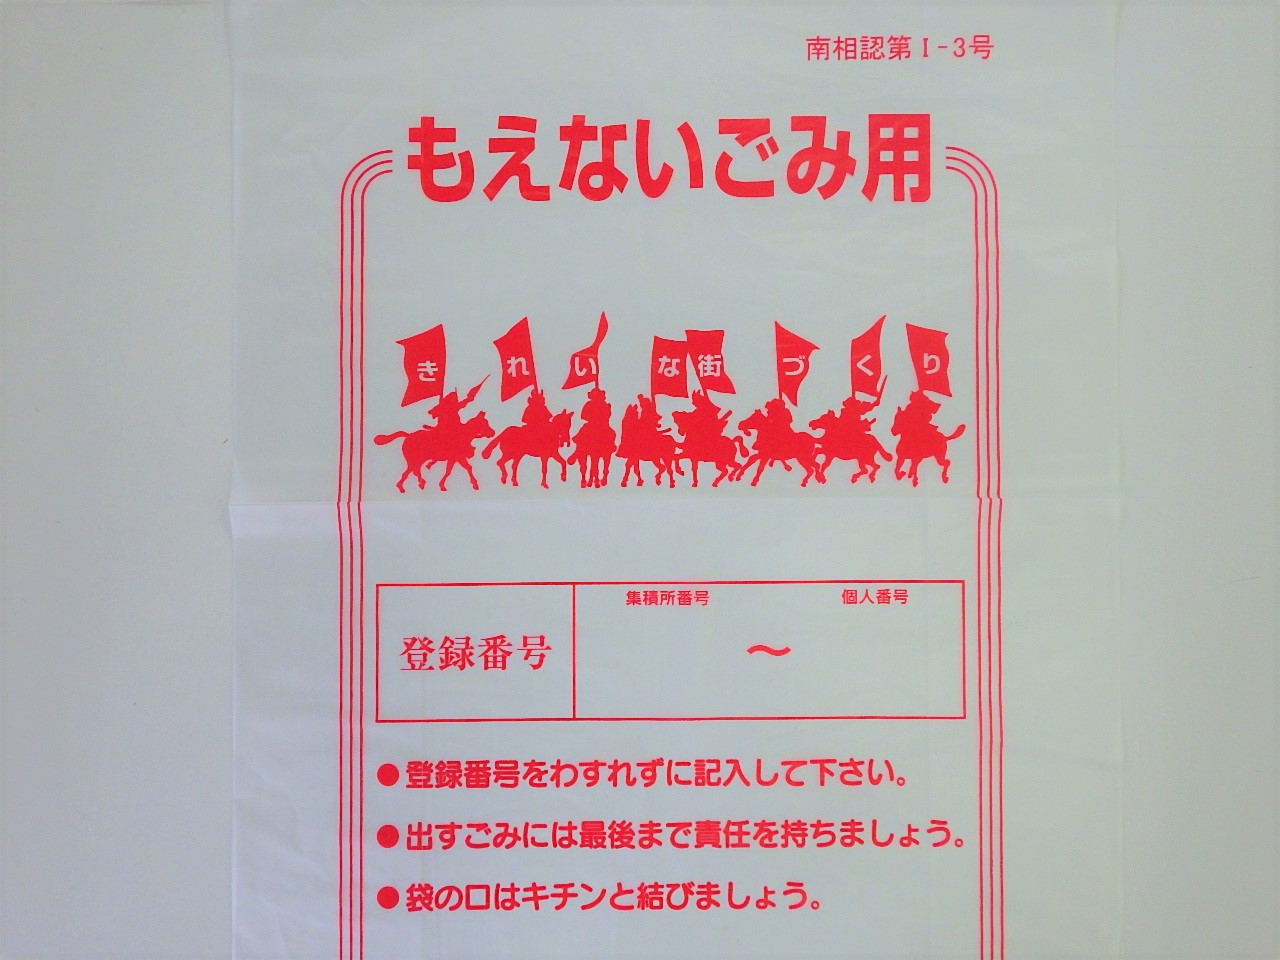 南相認第Ⅰ-3号
もえないごみ用
きれいな街づくり
集積所番号 個人番号
登録番号 ～
●登録番号をわすれずに記入して下さい。
●出すごみには最後まで責任を持ちましょう。
●袋の口はキチンと結びましょう。